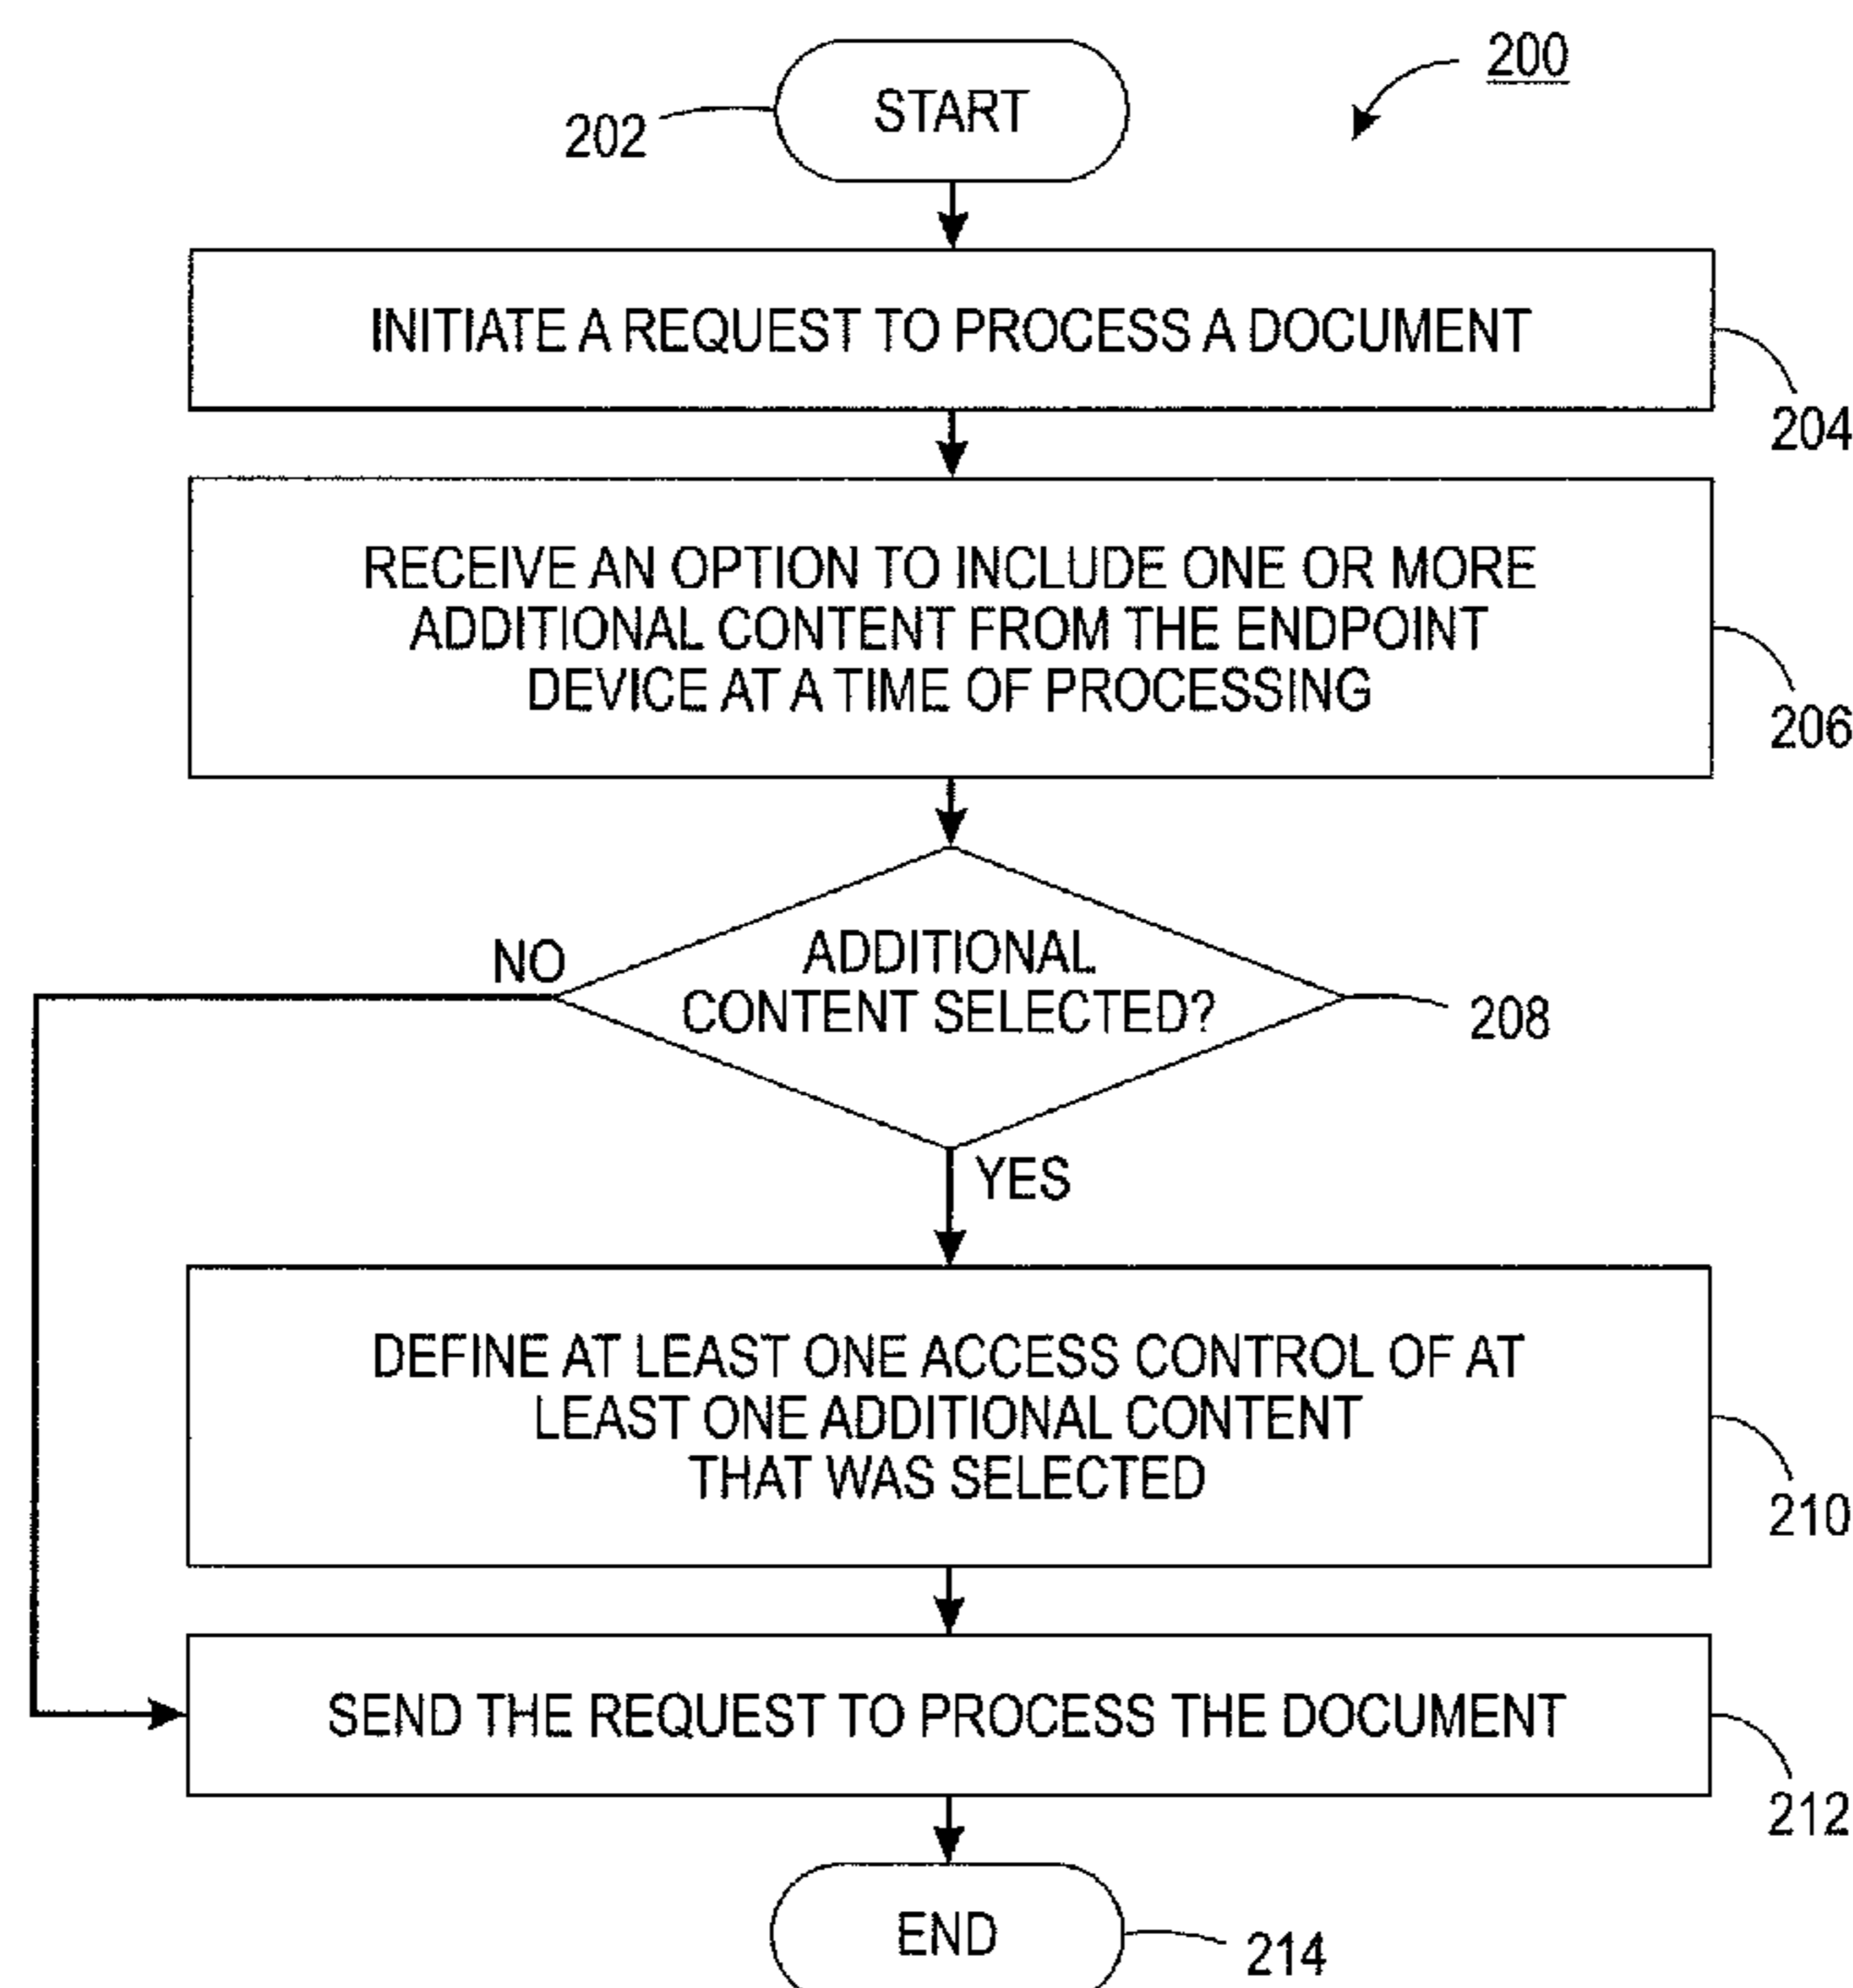 200
START
202
INITIATE A REQUEST TO PROCESS A DOCUMENT
204
RECEIVE AN OPTION TO INCLUDE ONE OR MORE
ADDITIONAL CONTENT FROM THE ENDPOINT
DEVICE AT A TIME OF PROCESSING
206
NO
ADDITIONAL
CONTENT SELECTED?
208
YES
DEFINE AT LEAST ONE ACCESS CONTROL OF AT
LEAST ONE ADDITIONAL CONTENT
THAT WAS SELECTED
210
SEND THE REQUEST TO PROCESS THE DOCUMENT
212
END
214